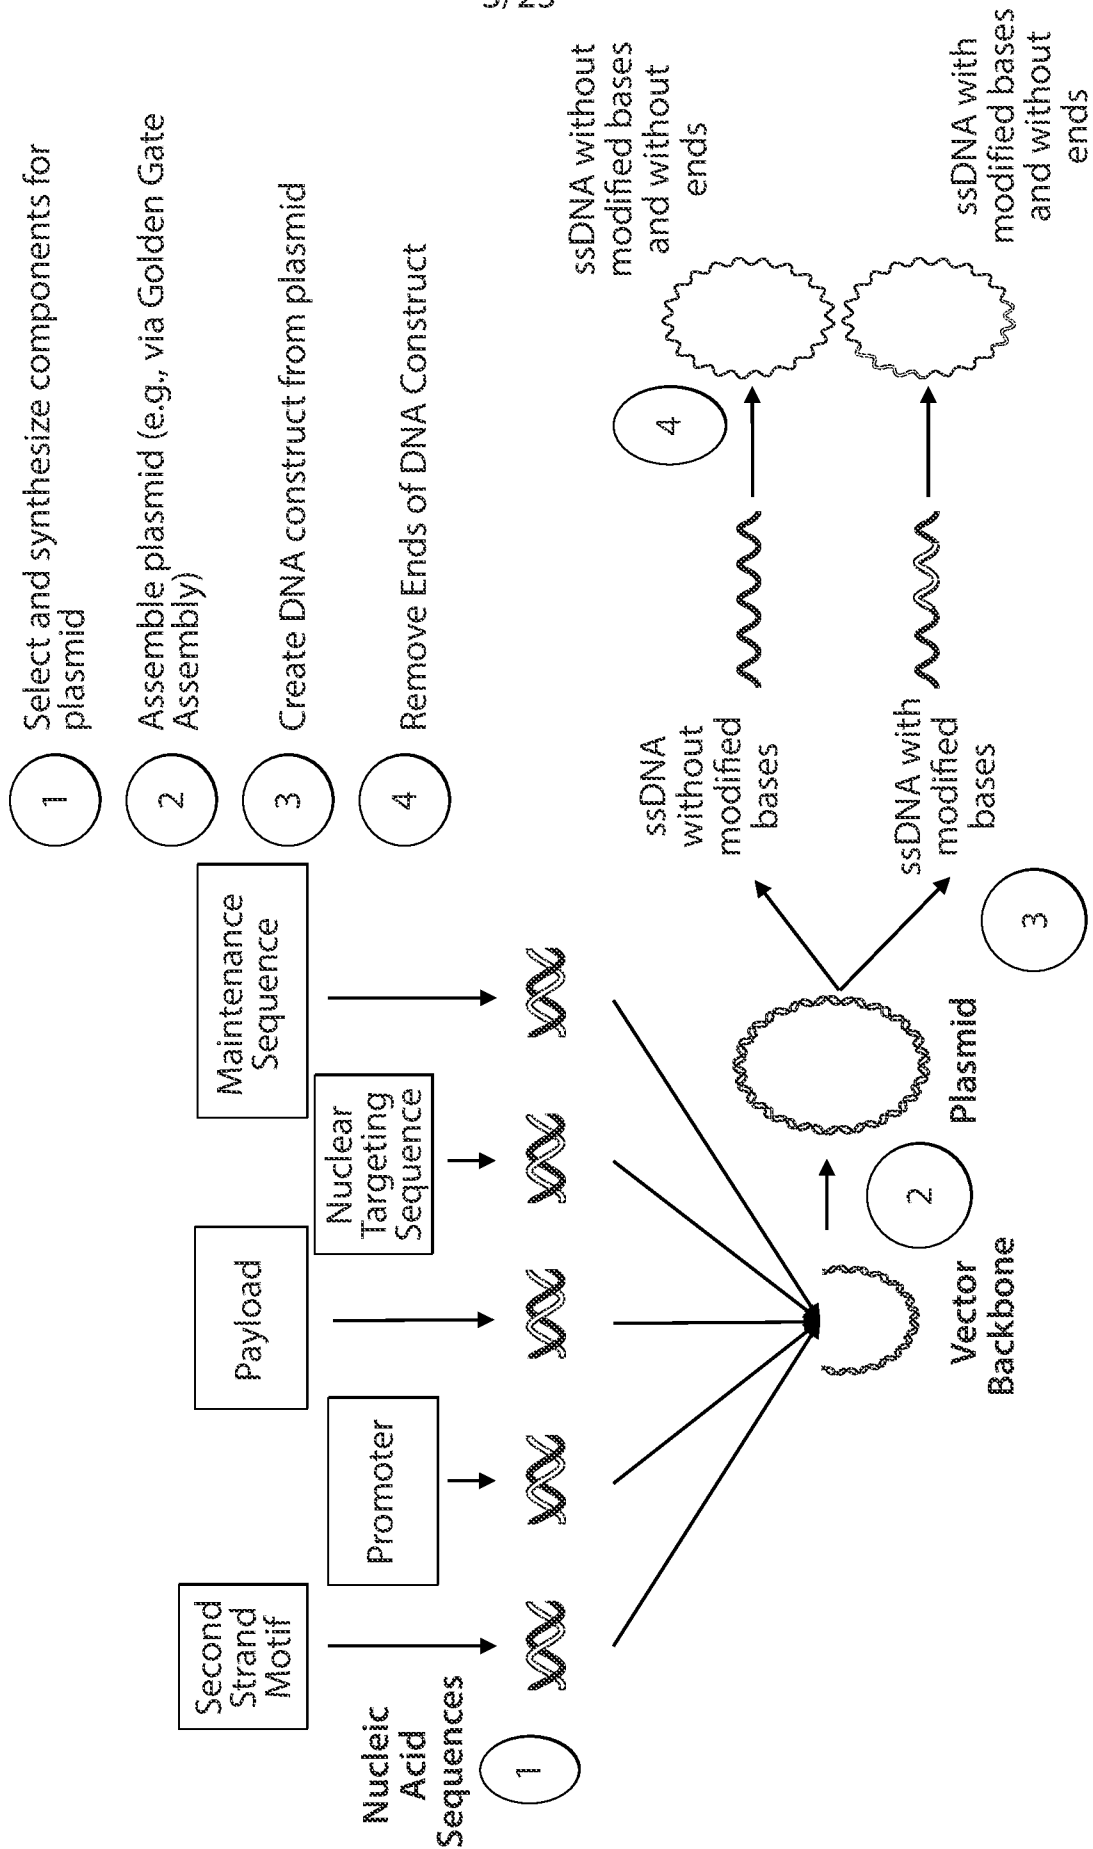 3/25
1
Select and synthesize components for
plasmid
2
Assemble plasmid (e.g., via Golden Gate
Assembly)
3
Create DNA construct from plasmid
4
Remove Ends of DNA Construct
Second
Strand
Motif
Promoter
Payload
Nuclear
Targeting
Sequence
Maintenance
Sequence
Nucleic
Acid
Sequences
1
Vector
Backbone
2
Plasmid
3
ssDNA
without
modified
bases
ssDNA with
modified
bases
4
ssDNA without
modified bases
and without
ends
ssDNA with
modified bases
and without
ends